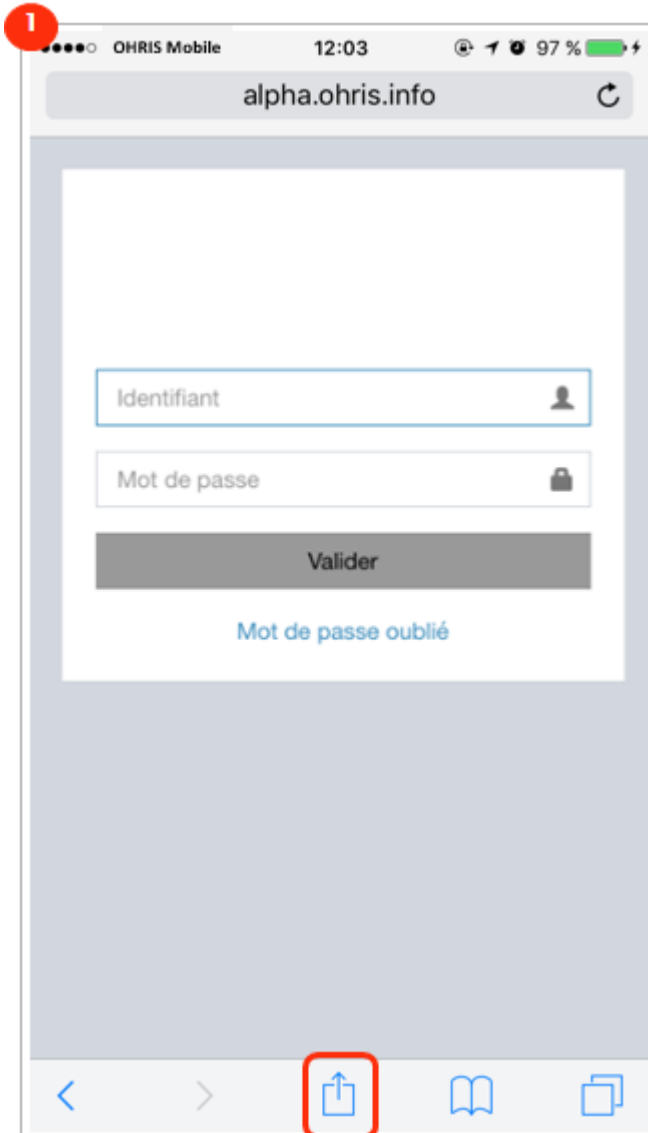 1
OHRIS Mobile 12:03 97 %
alpha.ohris.info
Identifiant
Mot de passe
Valider
Mot de passe oublié